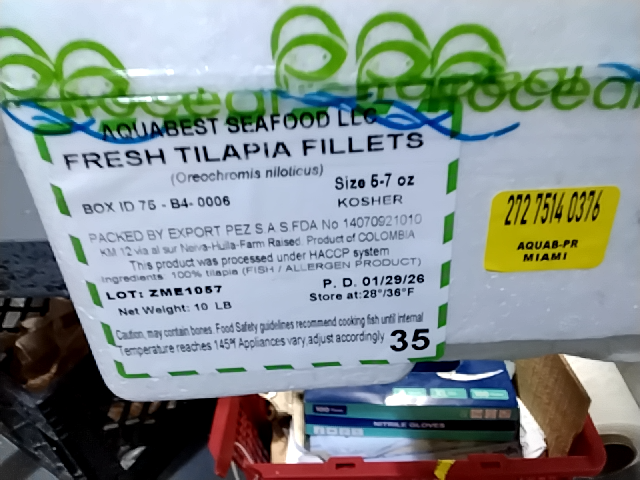 AQUABEST SEAFOOD LLC
FRESH TILAPIA FILLETS
(Oreochromis niloticus)
Size 5-7 oz
BOX ID 75 - B4- 0006
KOSHER
PACKED BY EXPORT PEZ S A S FDA No 14070921010
KM 12 via al sur Neiva-Huila-Farm Raised. Product of COLOMBIA
This product was processed under HACCP system
Ingredients: 100% tilapia (FISH / ALLERGEN PRODUCT)
LOT: ZME1057
P. D. 01/29/26
Net Weight: 10 LB
Store at:28°/36°F
Caution, may contain bones. Food Safety guidelines recommend cooking fish until internal
Temperature reaches 145°f Appliances vary, adjust accordingly
35
272 7514 0376
AQUAB-PR
MIAMI
100
NITRILE GLOVES